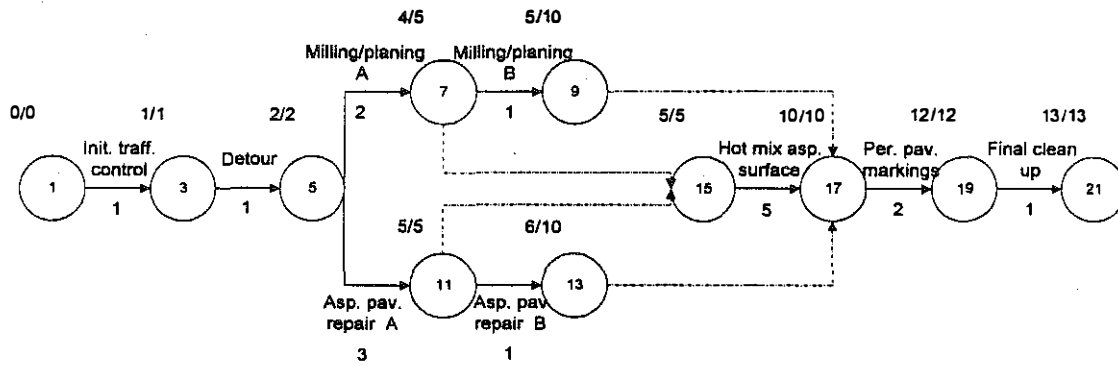 4/5 5/10
Milling/planing Milling/planing
A B
7 9
2 1
0/0 1/1 2/2 5/5 10/10 12/12 13/13
Init. traff. Detour Hot mix asp. Per. pav. Final clean
control surface markings up
1 3 5 15 17 19 21
1 1 5 2 1
5/5 6/10
11 13
Asp. pav. Asp. pav.
repair A repair B
3 1